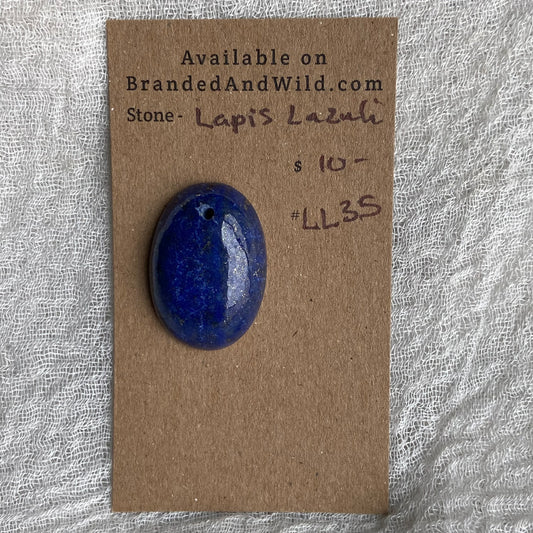 Available on
BrandedAndWild.com
Stone- Lapis Lazuli
$ 10-
#LL35